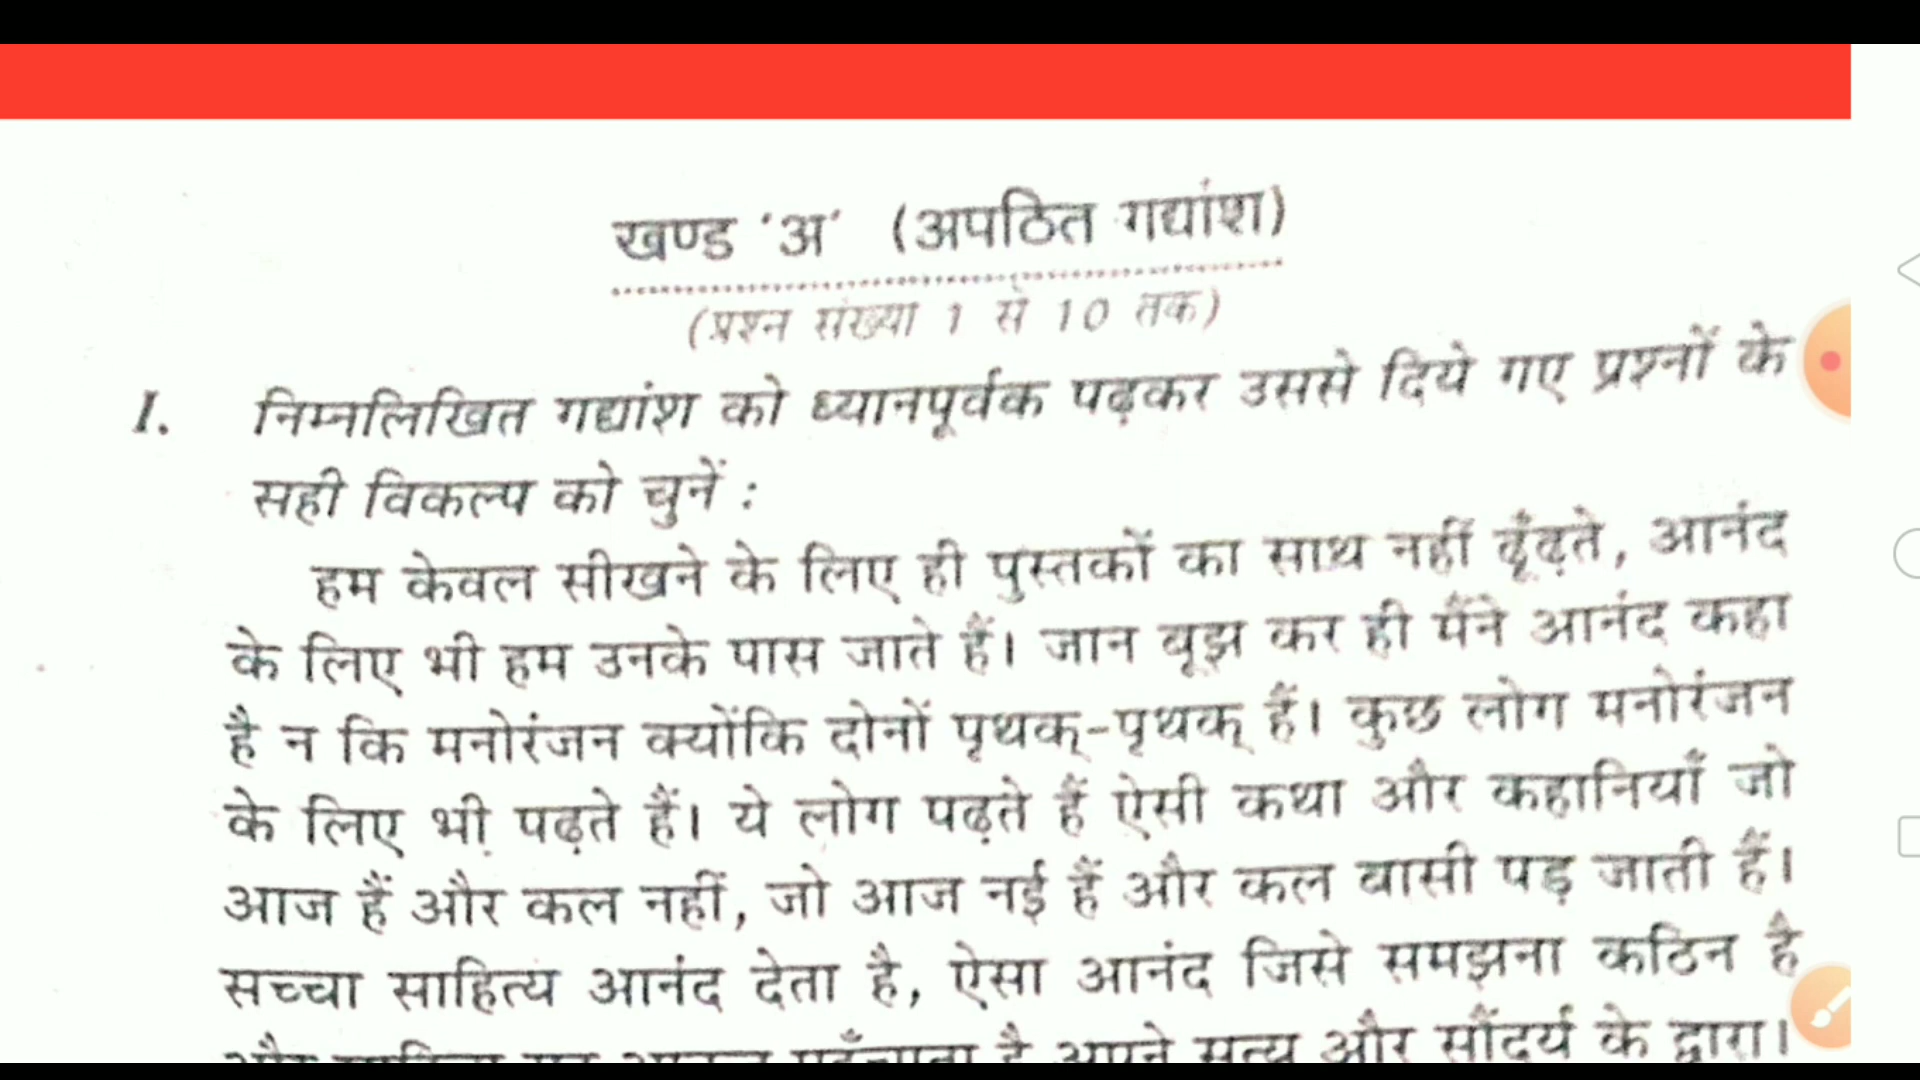 खण्ड 'अ' (अपठित गद्यांश)
(प्रश्न संख्या 1 से 10 तक)
I. निम्नलिखित गद्यांश को ध्यानपूर्वक पढ़कर उससे दिये गए प्रश्नों के
सही विकल्प को चुनें :
हम केवल सीखने के लिए ही पुस्तकों का साथ नहीं ढूँढ़ते, आनंद
के लिए भी हम उनके पास जाते हैं। जान बूझ कर ही मैंने आनंद कहा
है न कि मनोरंजन क्योंकि दोनों पृथक्-पृथक् हैं। कुछ लोग मनोरंजन
के लिए भी पढ़ते हैं। ये लोग पढ़ते हैं ऐसी कथा और कहानियाँ जो
आज हैं और कल नहीं, जो आज नई हैं और कल बासी पड़ जाती हैं।
सच्चा साहित्य आनंद देता है, ऐसा आनंद जिसे समझना कठिन है
और पहुँचाता है अपने सत्य और सौंदर्य के द्वारा।